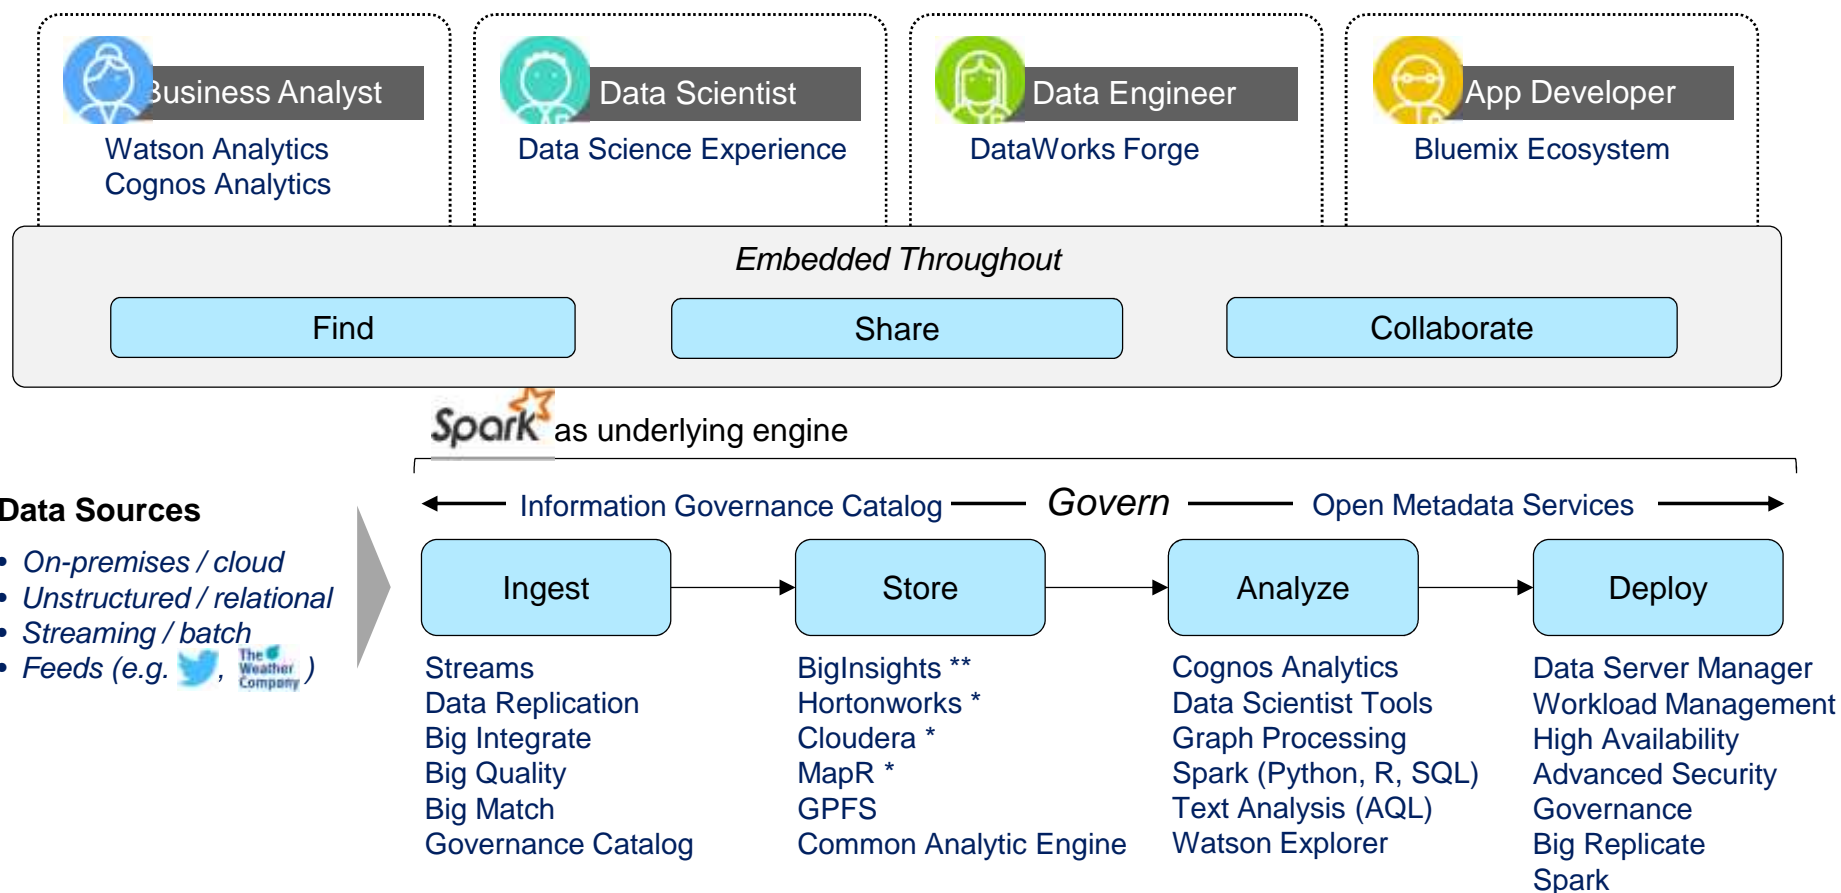 Business Analyst
Data Scientist
Data Engineer
App Developer
Watson Analytics
Cognos Analytics
Data Science Experience
DataWorks Forge
Bluemix Ecosystem
Embedded Throughout
Find
Share
Collaborate
Spark as underlying engine
Data Sources
• On-premises / cloud
• Unstructured / relational
• Streaming / batch
• Feeds (e.g. , The Weather Company )
Information Governance Catalog
Govern
Open Metadata Services
Ingest
Store
Analyze
Deploy
Streams
Data Replication
Big Integrate
Big Quality
Big Match
Governance Catalog
BigInsights **
Hortonworks *
Cloudera *
MapR *
GPFS
Common Analytic Engine
Cognos Analytics
Data Scientist Tools
Graph Processing
Spark (Python, R, SQL)
Text Analysis (AQL)
Watson Explorer
Data Server Manager
Workload Management
High Availability
Advanced Security
Governance
Big Replicate
Spark